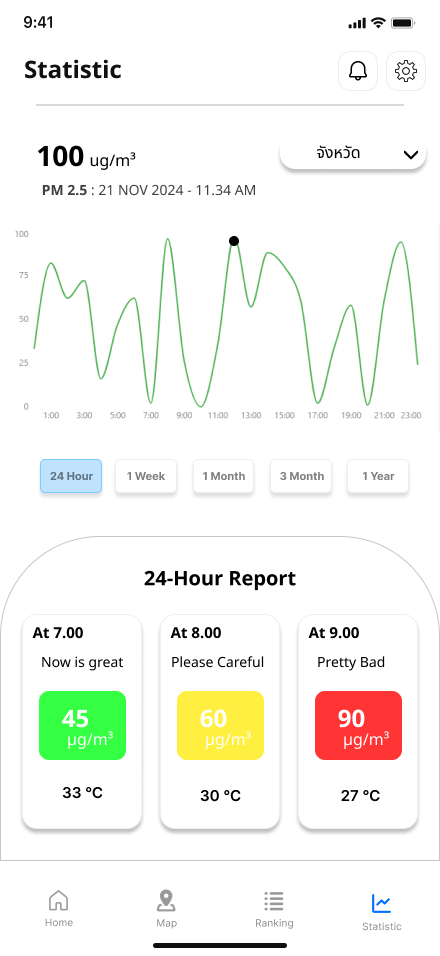 9:41
Statistic
100 ug/m³
จังหวัด
PM 2.5 : 21 NOV 2024 - 11.34 AM
100
75
50
25
0
1:00 3:00 5:00 7:00 9:00 11:00 13:00 15:00 17:00 19:00 21:00 23:00
24 Hour 1 Week 1 Month 3 Month 1 Year
24-Hour Report
At 7.00 At 8.00 At 9.00
Now is great Please Careful Pretty Bad
45 60 90
µg/m³ µg/m³ µg/m³
33 °C 30 °C 27 °C
Home Map Ranking Statistic